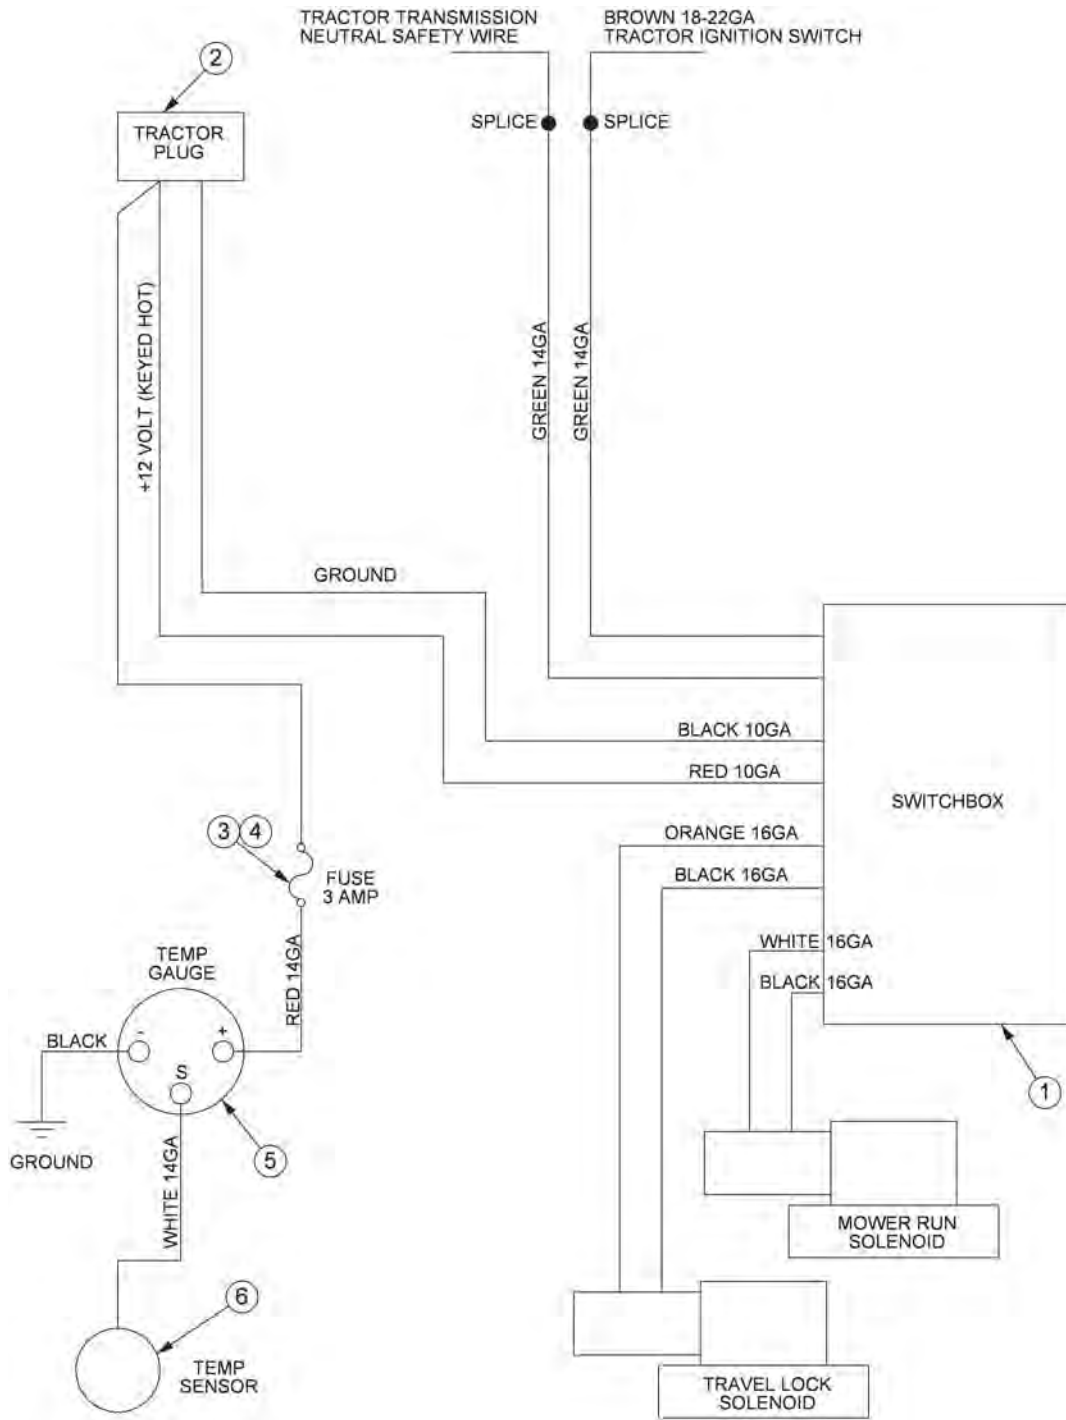 TRACTOR TRANSMISSION
NEUTRAL SAFETY WIRE
BROWN 18-22GA
TRACTOR IGNITION SWITCH
2
TRACTOR
PLUG
SPLICE
SPLICE
+12 VOLT (KEYED HOT)
GREEN 14GA
GREEN 14GA
GROUND
BLACK 10GA
RED 10GA
SWITCHBOX
ORANGE 16GA
BLACK 16GA
3
4
FUSE
3 AMP
WHITE 16GA
BLACK 16GA
TEMP
GAUGE
RED 14GA
BLACK
-
+
S
1
GROUND
WHITE 14GA
5
MOWER RUN
SOLENOID
6
TEMP
SENSOR
TRAVEL LOCK
SOLENOID